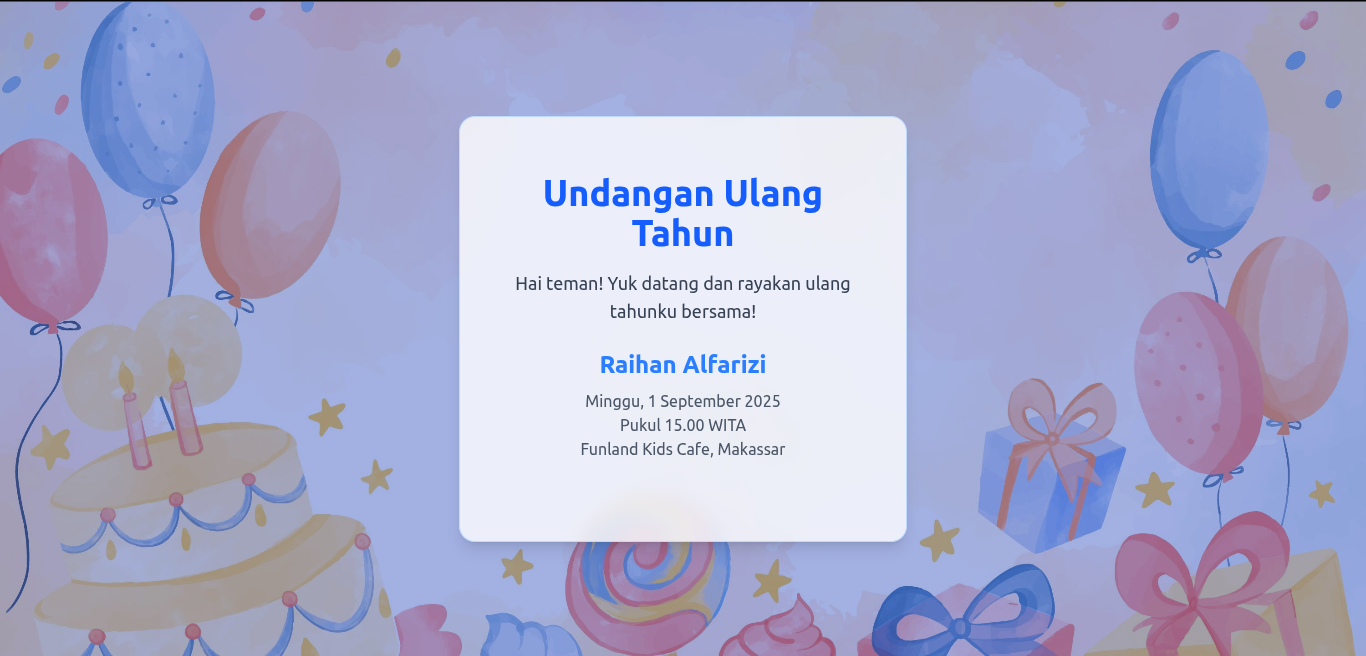 Undangan Ulang
Tahun
Hai teman! Yuk datang dan rayakan ulang
tahunku bersama!
Raihan Alfarizi
Minggu, 1 September 2025
Pukul 15.00 WITA
Funland Kids Cafe, Makassar